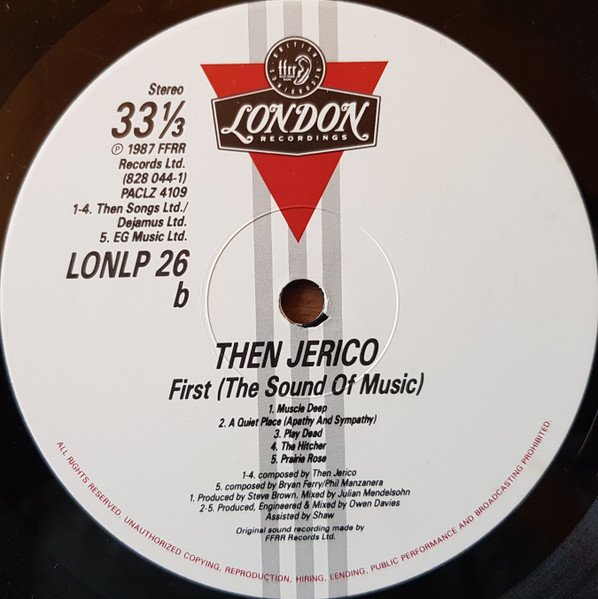 BRITISH
ffrr
LONDON
RECORDINGS
Stereo
33⅓
℗ 1987 FFRR
Records Ltd.
(828 044-1)
PACLZ 4109
1-4. Then Songs Ltd./
Dejamus Ltd.
5. EG Music Ltd.
LONLP 26
b
THEN JERICO
First (The Sound Of Music)
1. Muscle Deep
2. A Quiet Place (Apathy And Sympathy)
3. Play Dead
4. The Hitcher
5. Prairie Rose
1-4. composed by Then Jerico
5. composed by Bryan Ferry/Phil Manzanera
1. Produced by Steve Brown. Mixed by Julian Mendelsohn
2-5. Produced, Engineered & Mixed by Owen Davies
Assisted by Shaw
Original sound recording made by
FFRR Records Ltd.
ALL RIGHTS RESERVED. UNAUTHORIZED COPYING, REPRODUCTION, HIRING, LENDING, PUBLIC PERFORMANCE AND BROADCASTING PROHIBITED.